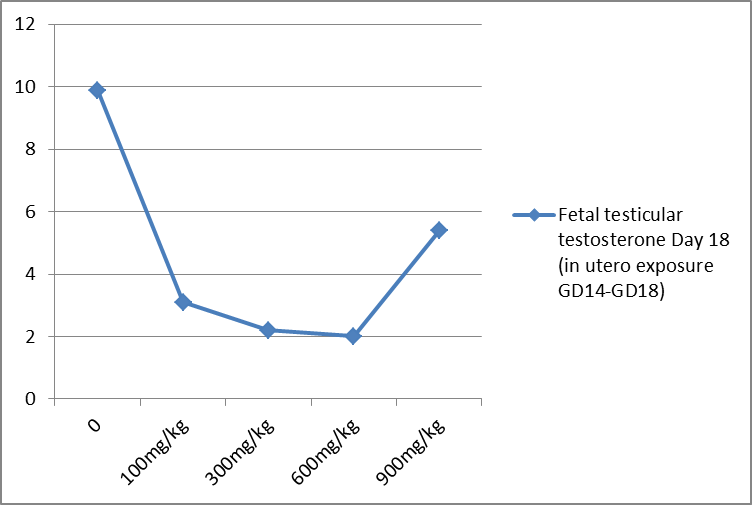 12
10
8
6
4
2
0
0
100mg/kg
300mg/kg
600mg/kg
900mg/kg
Fetal testicular
testosterone Day 18
(in utero exposure
GD14-GD18)